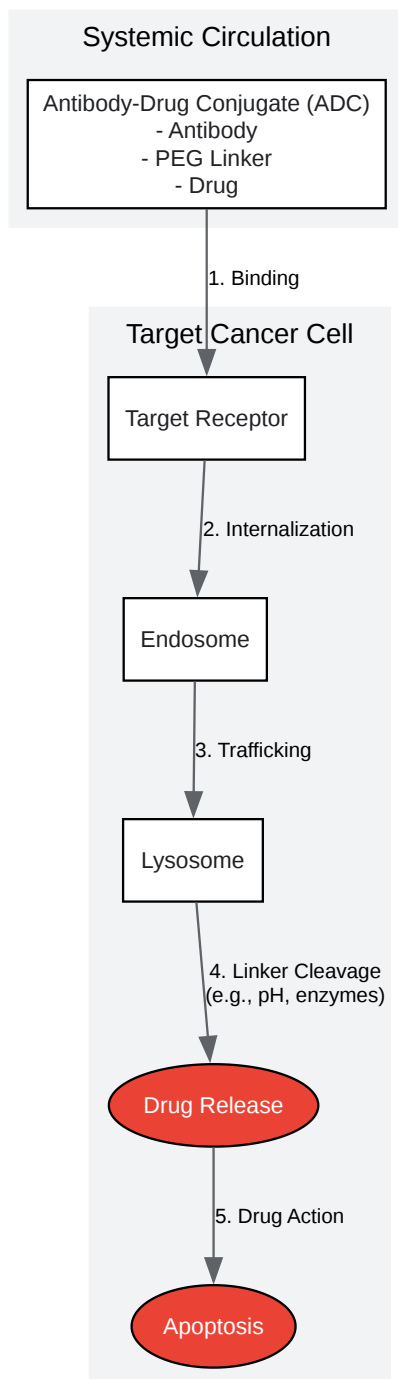 Systemic Circulation
Antibody-Drug Conjugate (ADC)
- Antibody
- PEG Linker
- Drug
1. Binding
Target Cancer Cell
Target Receptor
2. Internalization
Endosome
3. Trafficking
Lysosome
4. Linker Cleavage
(e.g., pH, enzymes)
Drug Release
5. Drug Action
Apoptosis